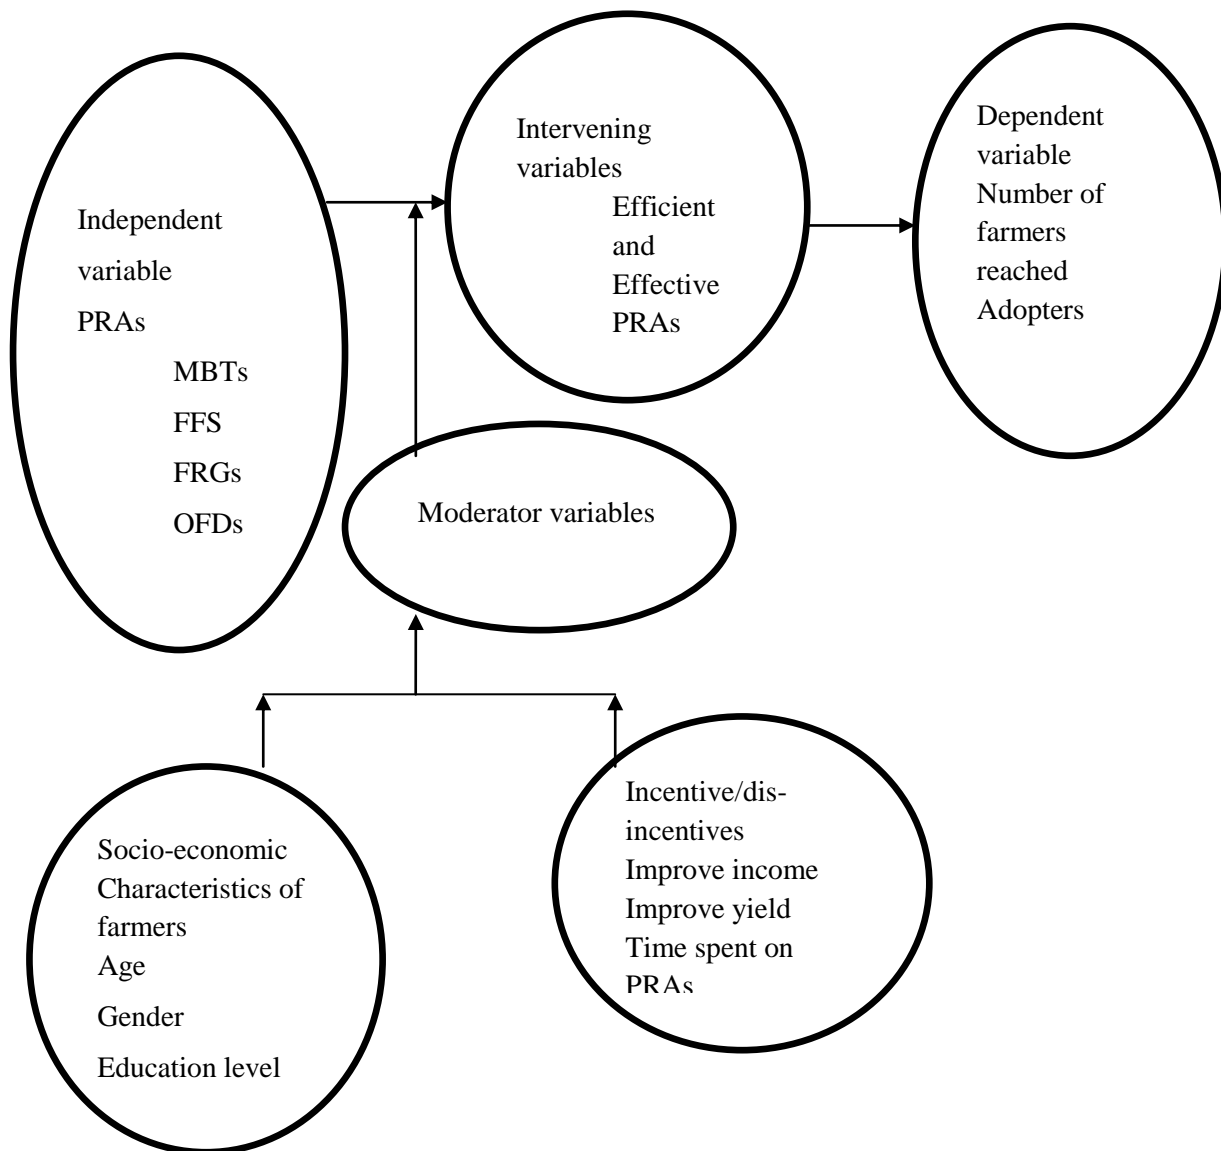 Independent
variable
PRAs
MBTs
FFS
FRGs
OFDs
Intervening
variables
Efficient
and
Effective
PRAs
Dependent
variable
Number of
farmers
reached
Adopters
Moderator variables
Socio-economic
Characteristics of
farmers
Age
Gender
Education level
Incentive/dis-
incentives
Improve income
Improve yield
Time spent on
PRAs